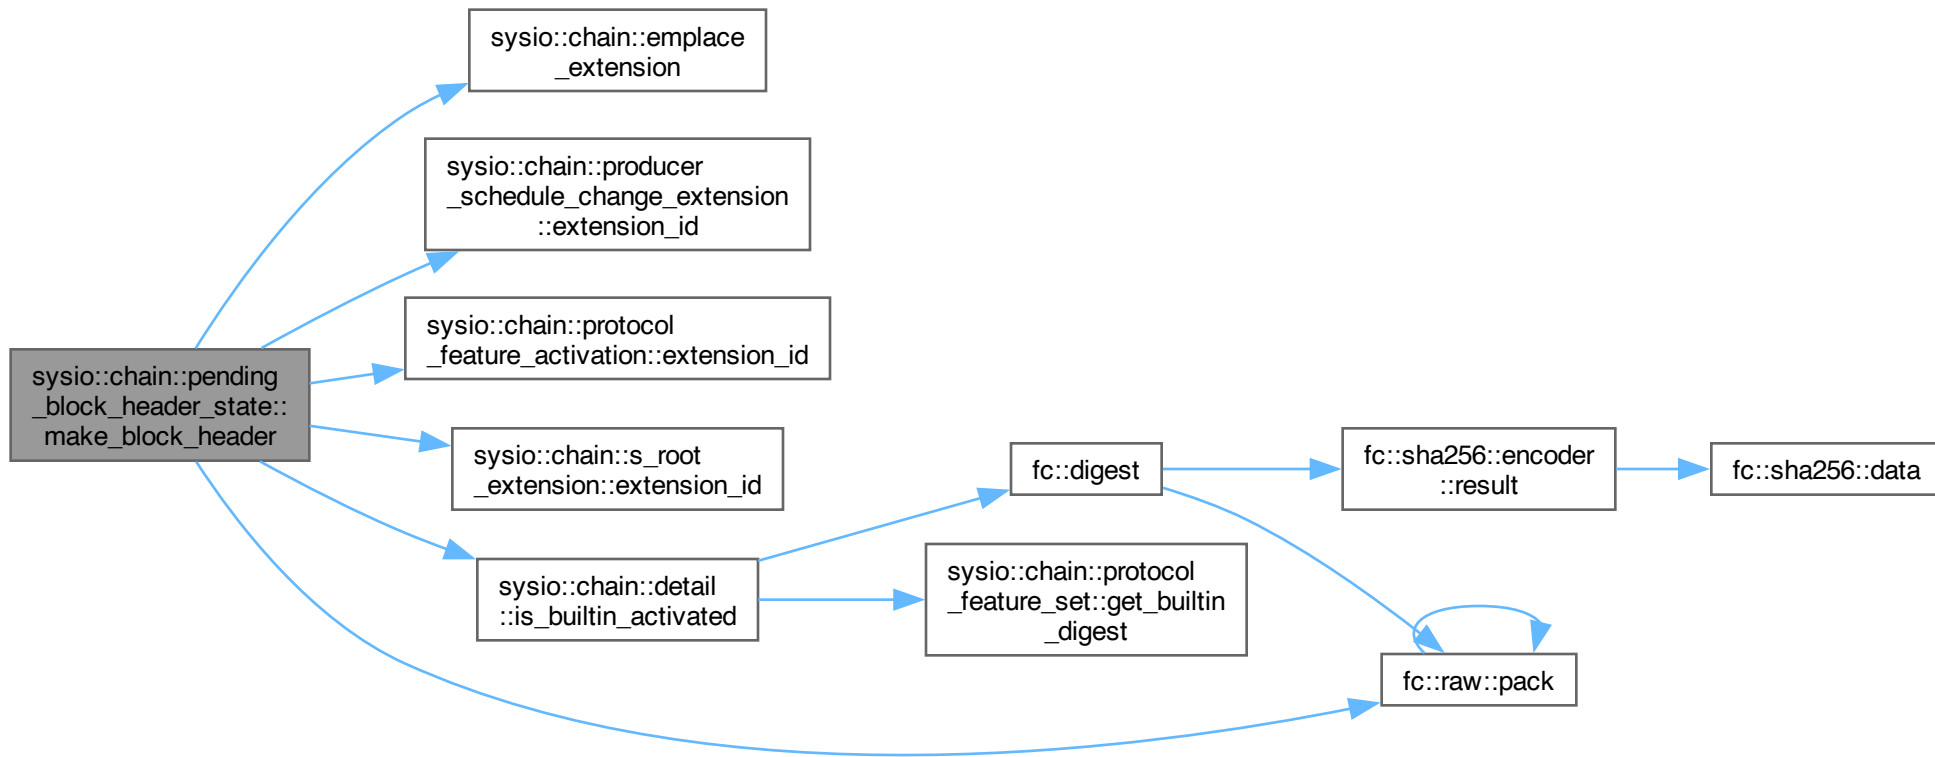 sysio::chain::emplace
_extension
sysio::chain::producer
_schedule_change_extension
::extension_id
sysio::chain::protocol
_feature_activation::extension_id
sysio::chain::pending
_block_header_state::
make_block_header
sysio::chain::s_root
_extension::extension_id
fc::digest
fc::sha256::encoder
::result
fc::sha256::data
sysio::chain::detail
::is_builtin_activated
sysio::chain::protocol
_feature_set::get_builtin
_digest
fc::raw::pack